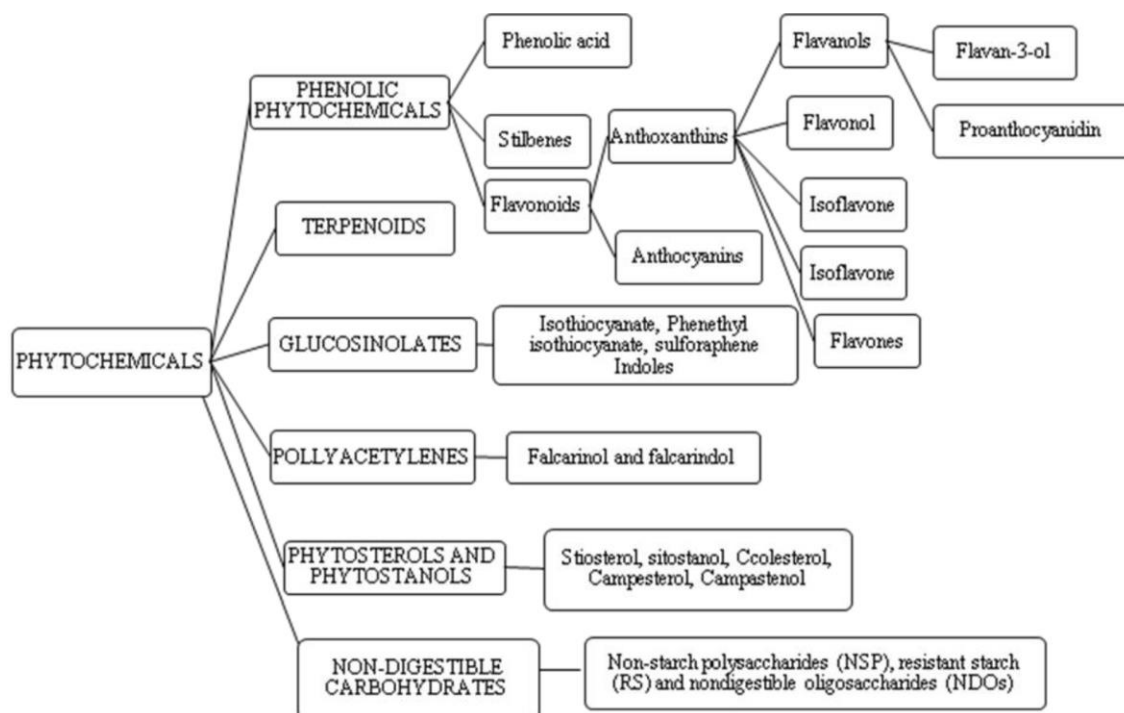 Phenolic acid
Flavanols
Flavan-3-ol
PHENOLIC
PHYTOCHEMICALS
Stilbenes
Anthoxanthins
Flavonol
Proanthocyanidin
Flavonoids
Isoflavone
TERPENOIDS
Anthocyanins
Isoflavone
PHYTOCHEMICALS
GLUCOSINOLATES
Isothiocyanate, Phenethyl
isothiocyanate, sulforaphene
Indoles
Flavones
POLLYACETYLENES
Falcarinol and falcarindol
PHYTOSTEROLS AND
PHYTOSTANOLS
Stiosterol, sitostanol, Ccolesterol,
Campesterol, Campastenol
NON-DIGESTIBLE
CARBOHYDRATES
Non-starch polysaccharides (NSP), resistant starch
(RS) and nondigestible oligosaccharides (NDOs)